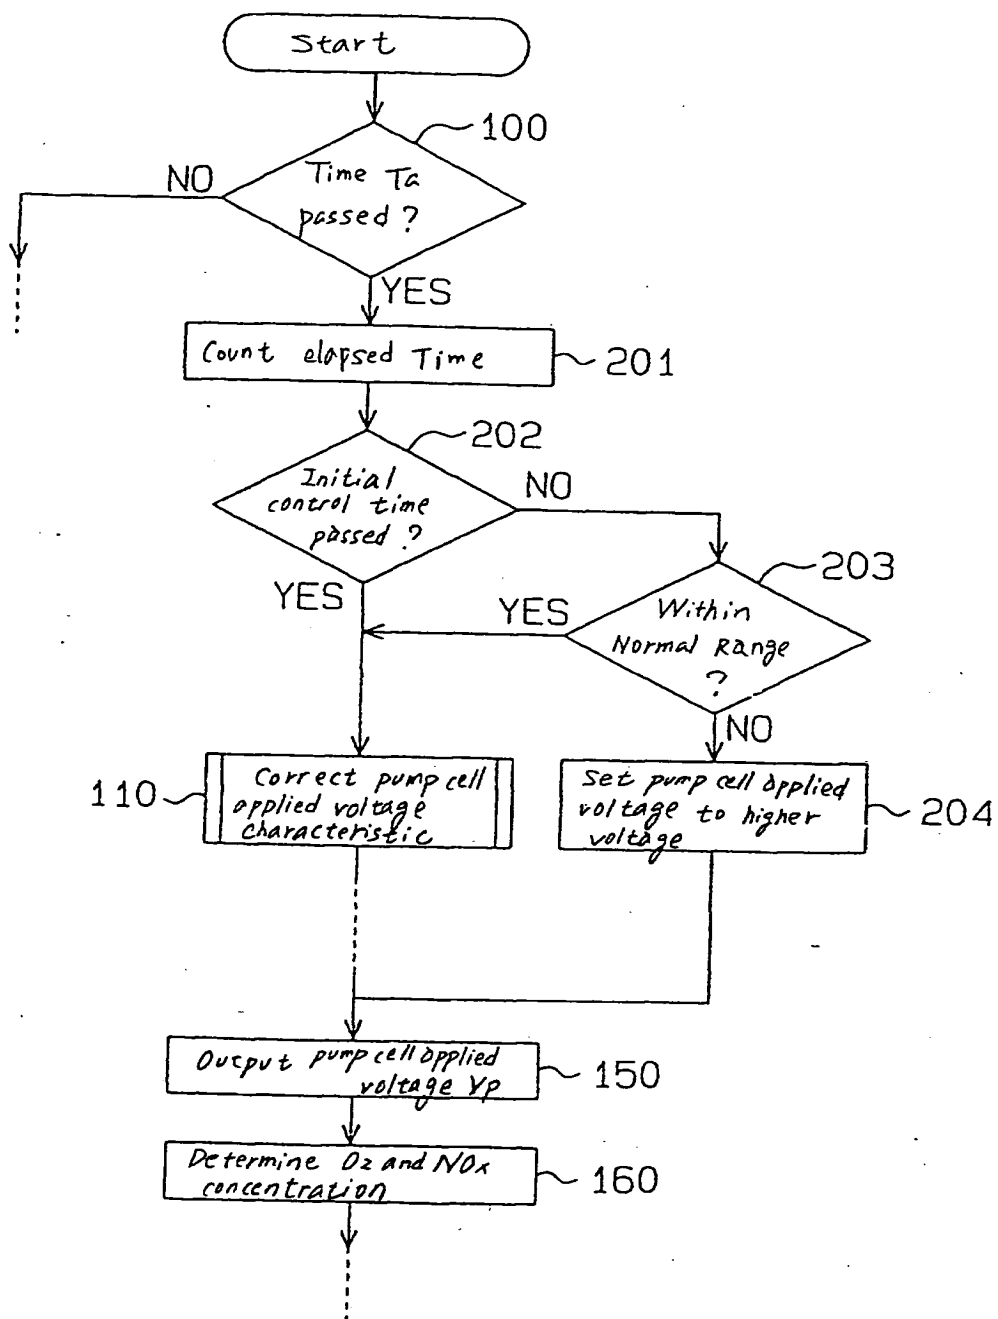 Start
100
Time Ta
passed ?
NO
YES
Count elapsed Time
201
202
Initial
control time
passed ?
NO
YES
203
Within
Normal Range
?
YES
NO
110
Correct pump cell
applied voltage
characteristic
Set pump cell applied
voltage to higher
voltage
204
Output pump cell applied
voltage Vp
150
Determine O2 and NOx
concentration
160